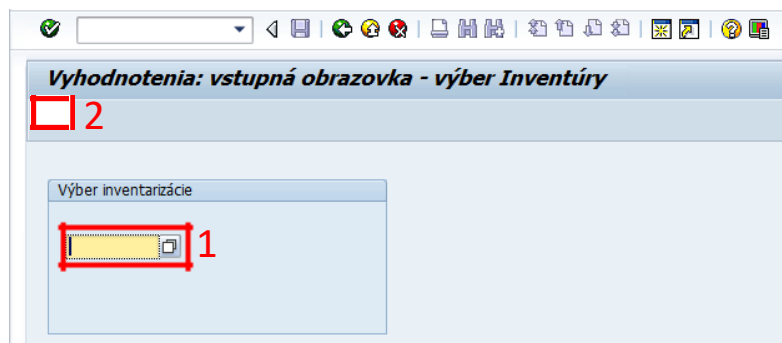 Vyhodnotenia: vstupná obrazovka - výber Inventúry
2
Výber inventarizácie
1